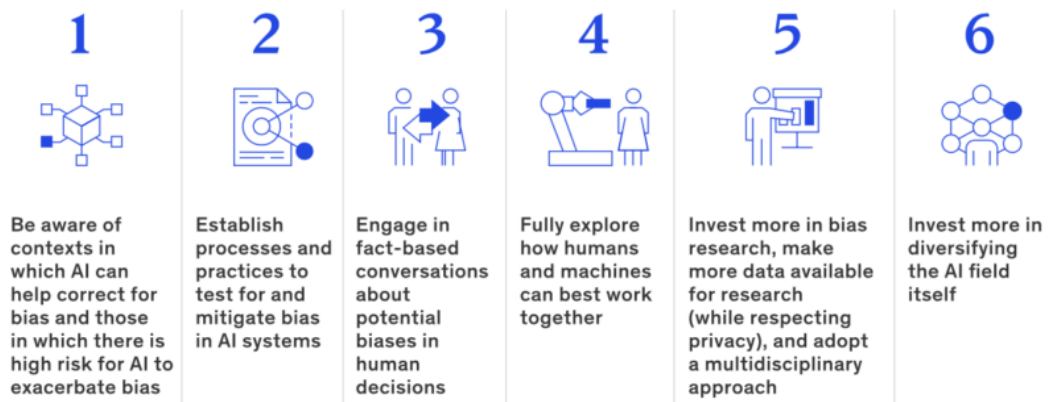 1
Be aware of
contexts in
which AI can
help correct for
bias and those
in which there is
high risk for AI to
exacerbate bias
2
Establish
processes and
practices to
test for and
mitigate bias
in AI systems
3
Engage in
fact-based
conversations
about
potential
biases in
human
decisions
4
Fully explore
how humans
and machines
can best work
together
5
Invest more in bias
research, make
more data available
for research
(while respecting
privacy), and adopt
a multidisciplinary
approach
6
Invest more in
diversifying
the AI field
itself